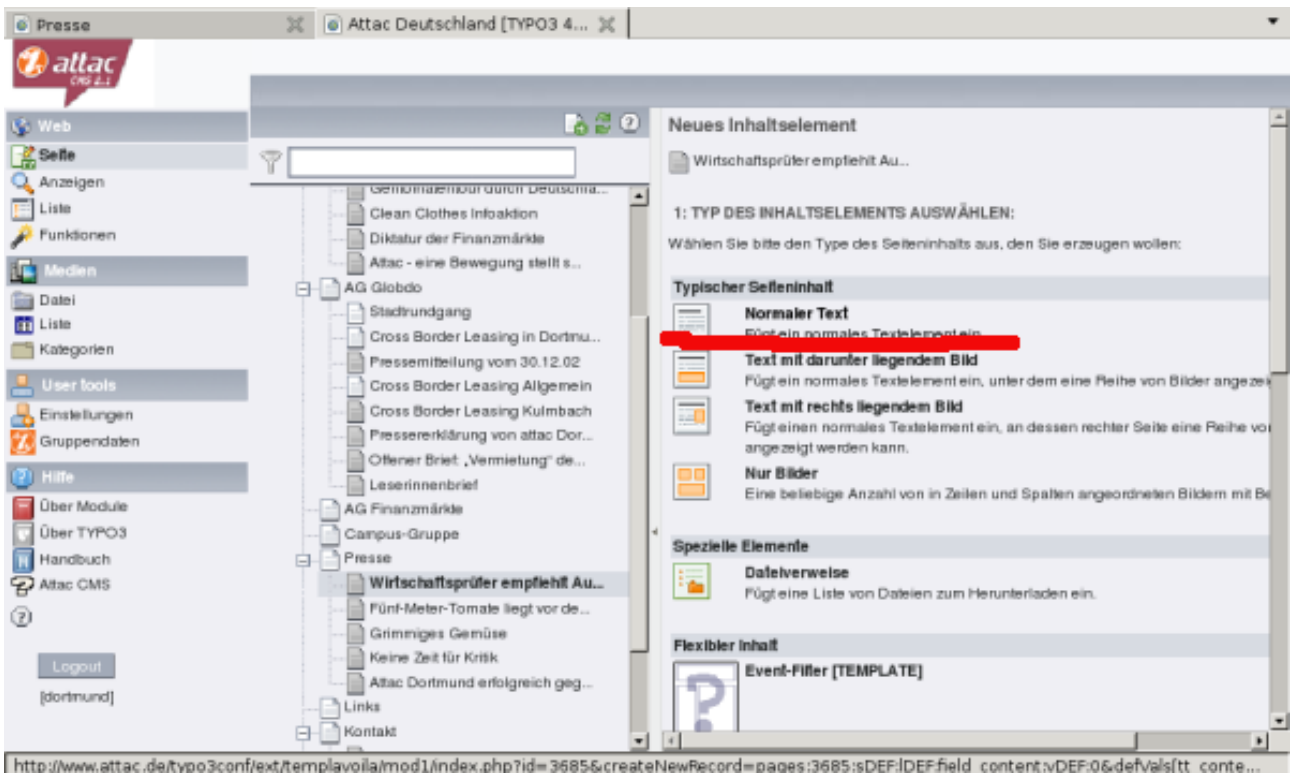 Presse
Attac Deutschland [TYPO3 4...
attac
CMS 2.1
Web
Seite
Anzeigen
Liste
Funktionen
Medien
Datei
Liste
Kategorien
User tools
Einstellungen
Gruppendaten
Hilfe
Über Module
Über TYPO3
Handbuch
Attac CMS
Logout
[dortmund]
Clean Clothes Infoaktion
Diktatur der Finanzmärkte
Attac - eine Bewegung stellt s...
AG Globdo
Stadtrundgang
Cross Border Leasing in Dortmu...
Pressemitteilung vom 30.12.02
Cross Border Leasing Allgemein
Cross Border Leasing Kulmbach
Pressererklärung von attac Dor...
Offener Brief: „Vermietung" de...
Leserinnenbrief
AG Finanzmärkte
Campus-Gruppe
Presse
Wirtschaftsprüfer empfiehlt Au...
Fünf-Meter-Tomate liegt vor de...
Grimmiges Gemüse
Keine Zeit für Kritik
Attac Dortmund erfolgreich geg...
Links
Kontakt
Neues Inhaltselement
Wirtschaftsprüfer empfiehlt Au...
1: TYP DES INHALTSELEMENTS AUSWÄHLEN:
Wählen Sie bitte den Type des Seiteninhalts aus, den Sie erzeugen wollen:
Typischer Seiteninhalt
Normaler Text
Fügt ein normales Textelement ein
Text mit darunter liegendem Bild
Fügt ein normales Textelement ein, unter dem eine Reihe von Bilder angezei
Text mit rechts liegendem Bild
Fügt einen normales Textelement ein, an dessen rechter Seite eine Reihe vo
angezeigt werden kann.
Nur Bilder
Eine beliebige Anzahl von in Zeilen und Spalten angeordneten Bildern mit Be
Spezielle Elemente
Dateiverweise
Fügt eine Liste von Dateien zum Herunterladen ein.
Flexibler Inhalt
Event-Filter [TEMPLATE]
http://www.attac.de/typo3conf/ext/templavoila/mod1/index.php?id=3685&createNewRecord=pages:3685:sDEF:lDEF:field_content:vDEF:0&defVals[tt_conte...